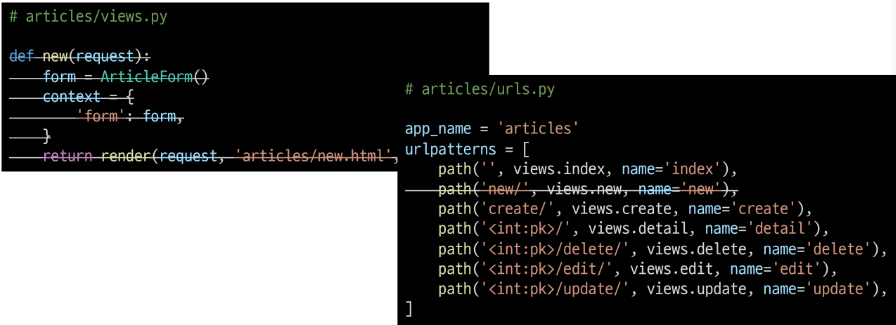 # articles/views.py
def new(request):
    form = ArticleForm()
    context = {
        'form': form,
    }
    return render(request, 'articles/new.html',
# articles/urls.py
app_name = 'articles'
urlpatterns = [
    path('', views.index, name='index'),
    path('new/', views.new, name='new'),
    path('create/', views.create, name='create'),
    path('<int:pk>/', views.detail, name='detail'),
    path('<int:pk>/delete/', views.delete, name='delete'),
    path('<int:pk>/edit/', views.edit, name='edit'),
    path('<int:pk>/update/', views.update, name='update'),
]